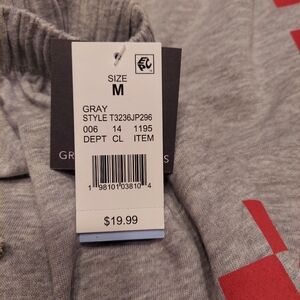 SIZE
M
GRAY
STYLE T3236JP296
006 14 1195
DEPT CL ITEM
1 98101 03810 4
$19.99